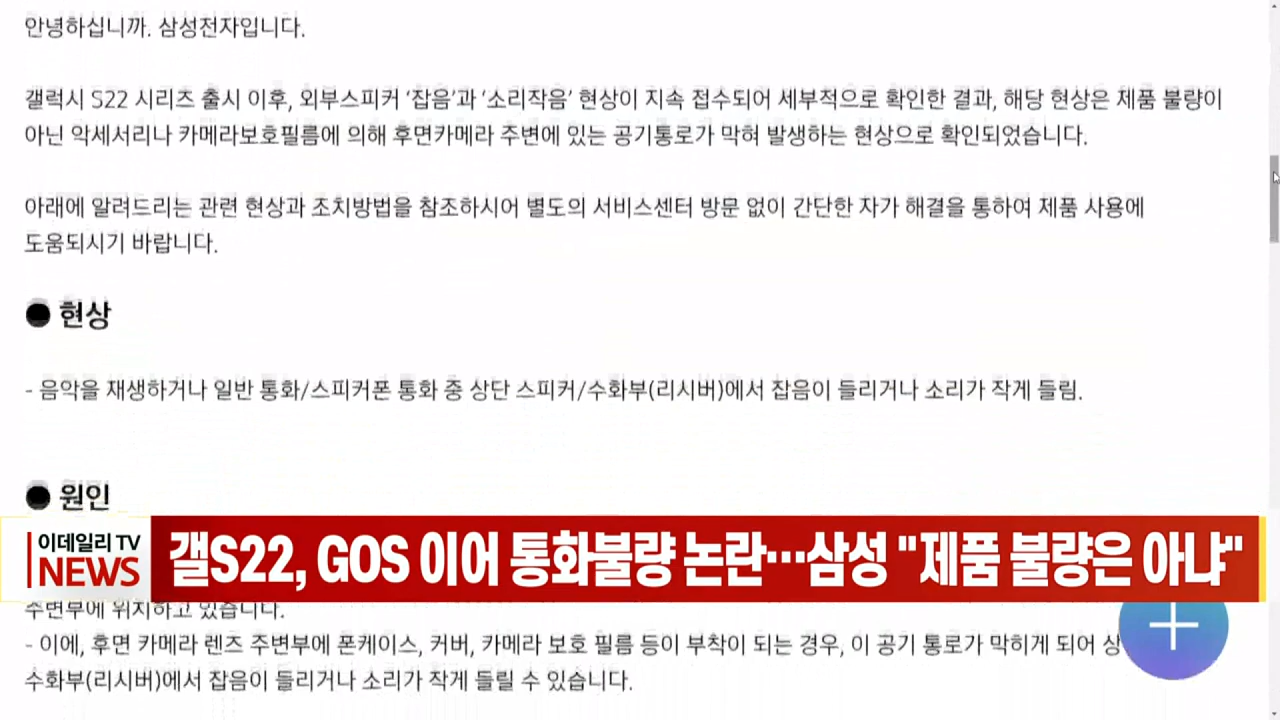 안녕하십니까. 삼성전자입니다.
갤럭시 S22 시리즈 출시 이후, 외부스피커 ‘잡음’과 ‘소리작음’ 현상이 지속 접수되어 세부적으로 확인한 결과, 해당 현상은 제품 불량이
아닌 악세서리나 카메라보호필름에 의해 후면카메라 주변에 있는 공기통로가 막혀 발생하는 현상으로 확인되었습니다.
아래에 알려드리는 관련 현상과 조치방법을 참조하시어 별도의 서비스센터 방문 없이 간단한 자가 해결을 통하여 제품 사용에
도움되시기 바랍니다.
● 현상
- 음악을 재생하거나 일반 통화/스피커폰 통화 중 상단 스피커/수화부(리시버)에서 잡음이 들리거나 소리가 작게 들림.
● 원인
이데일리 TV
NEWS
갤S22, GOS 이어 통화불량 논란…삼성 "제품 불량은 아냐"
주변부에 위치하고 있습니다.
- 이에, 후면 카메라 렌즈 주변부에 폰케이스, 커버, 카메라 보호 필름 등이 부착이 되는 경우, 이 공기 통로가 막히게 되어 상
수화부(리시버)에서 잡음이 들리거나 소리가 작게 들릴 수 있습니다.